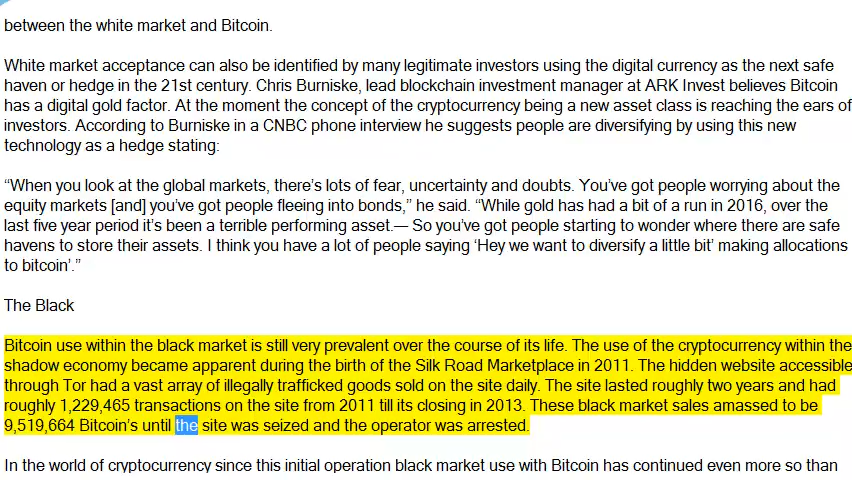 between the white market and Bitcoin.
White market acceptance can also be identified by many legitimate investors using the digital currency as the next safe
haven or hedge in the 21st century. Chris Burniske, lead blockchain investment manager at ARK Invest believes Bitcoin
has a digital gold factor. At the moment the concept of the cryptocurrency being a new asset class is reaching the ears of
investors. According to Burniske in a CNBC phone interview he suggests people are diversifying by using this new
technology as a hedge stating:
“When you look at the global markets, there’s lots of fear, uncertainty and doubts. You’ve got people worrying about the
equity markets [and] you’ve got people fleeing into bonds,” he said. “While gold has had a bit of a run in 2016, over the
last five year period it’s been a terrible performing asset.— So you’ve got people starting to wonder where there are safe
havens to store their assets. I think you have a lot of people saying ‘Hey we want to diversify a little bit’ making allocations
to bitcoin’.”
The Black
Bitcoin use within the black market is still very prevalent over the course of its life. The use of the cryptocurrency within the
shadow economy became apparent during the birth of the Silk Road Marketplace in 2011. The hidden website accessible
through Tor had a vast array of illegally trafficked goods sold on the site daily. The site lasted roughly two years and had
roughly 1,229,465 transactions on the site from 2011 till its closing in 2013. These black market sales amassed to be
9,519,664 Bitcoin’s until the site was seized and the operator was arrested.
In the world of cryptocurrency since this initial operation black market use with Bitcoin has continued even more so than